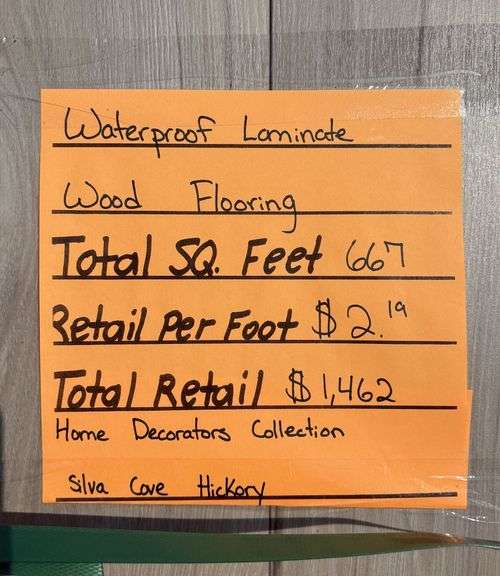 Waterproof Laminate
Wood Flooring
Total SQ. Feet 667
Retail Per Foot $2.19
Total Retail $1,462
Home Decorators Collection
Silva Cove Hickory